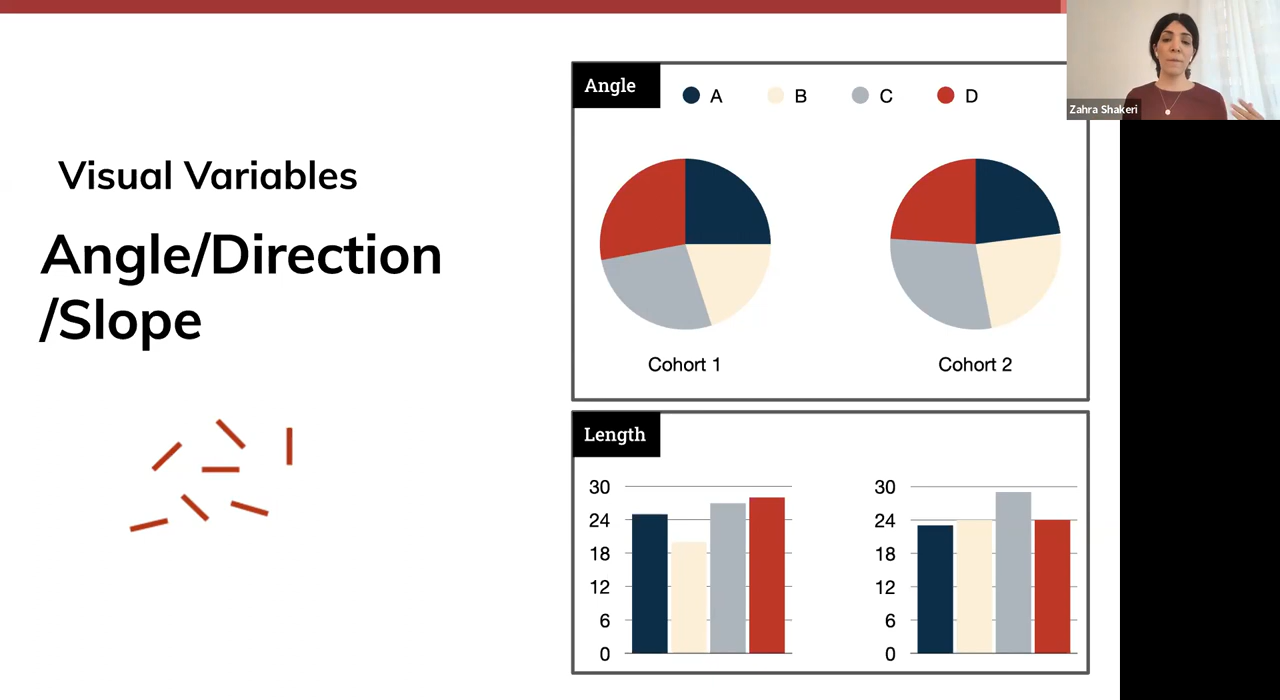 Visual Variables
Angle/Direction
/Slope
Angle
A B C D
Cohort 1 Cohort 2
Length
30 30
24 24
18 18
12 12
6 6
0 0
Zahra Shakeri